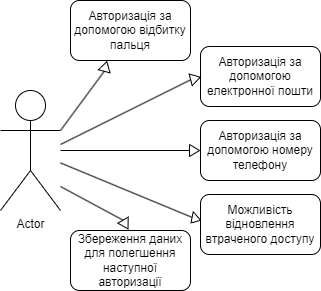 Авторизація за
допомогою відбитку
пальця
Авторизація за
допомогою
електронної пошти
Авторизація за
допомогою номеру
телефону
Можливість
відновлення
втраченого доступу
Actor
Збереження даних
для полегшення
наступної
авторизації